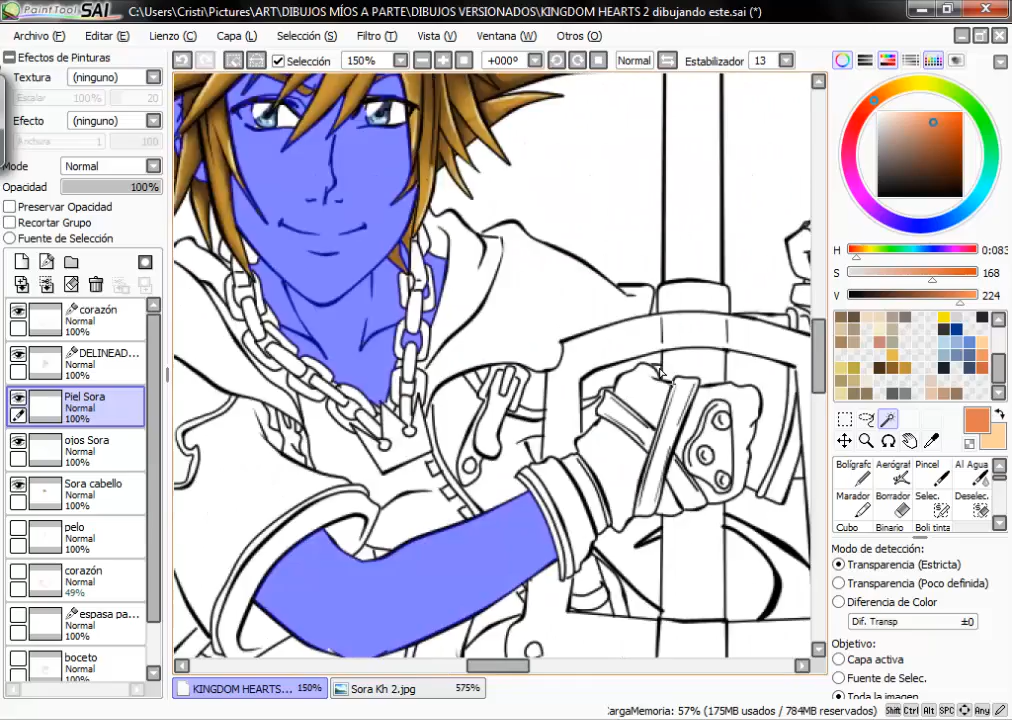 PaintTool SAI C:\Users\Cristi\Pictures\ART\DIBUJOS MÍOS A PARTE\DIBUJOS VERSIONADOS\KINGDOM HEARTS 2 dibujando este.sai (*)
Archivo (F) Editar (E) Lienzo (C) Capa (L) Selección (S) Filtro (T) Vista (V) Ventana (W) Otros (O)
Efectos de Pinturas Selección 150% +000º Normal Estabilizador 13
Textura (ninguno)
Escalar 100% 20
Efecto (ninguno)
Anchura 1 100
Mode Normal
Opacidad 100%
Preservar Opacidad
Recortar Grupo
Fuente de Selección
corazón
Normal
100%
DELINEAD...
Normal
100%
Piel Sora
Normal
100%
ojos Sora
Normal
100%
Sora cabello
Normal
100%
pelo
Normal
100%
corazón
Normal
49%
espasa pa...
Normal
100%
boceto
Normal
100%
H 0:083
S 168
V 224
Bolígrafc Aerógraf Pincel Al Agua
Marador Borrador Selec. Deselec.
Cubo Binario Boli tinta
Modo de detección:
Transparencia (Estricta)
Transparencia (Poco definida)
Diferencia de Color
Dif. Transp ±0
Objetivo:
Capa activa
Fuente de Selec.
Toda la imagen
KINGDOM HEARTS... 150% Sora Kh 2.jpg 575%
CargaMemoria: 57% (175MB usados / 784MB reservados) Shift Ctrl Alt SPC Any